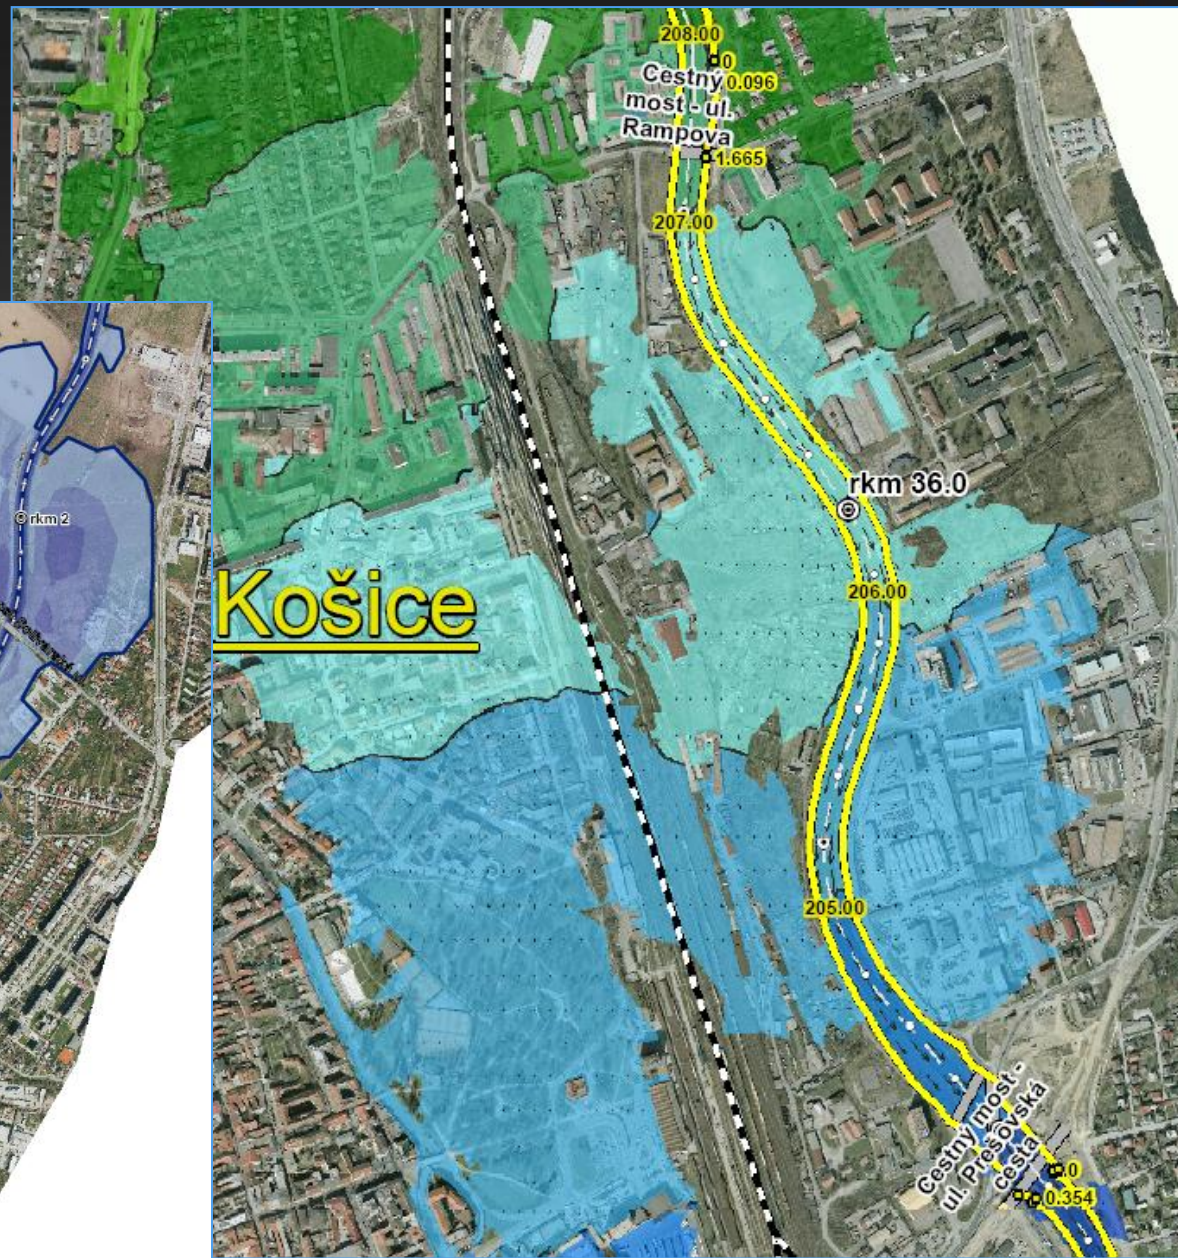 208.00
0
0.096
Cestný
most - ul.
Rampova
1.665
207.00
rkm 36.0
rkm 2
206.00
Košice
205.00
Cestný most -
ul. Prešovská
cesta
0
0.354